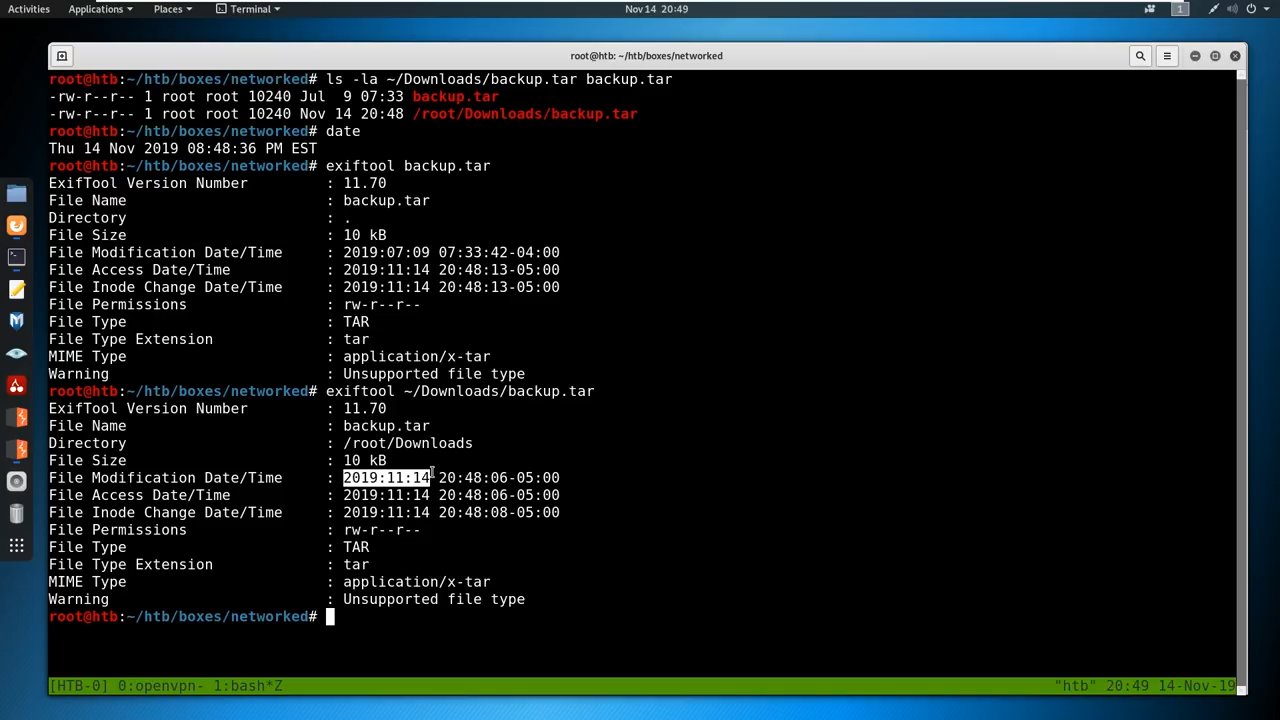 Activities Applications Places Terminal Nov 14 20:49 1
root@htb: ~/htb/boxes/networked
root@htb:~/htb/boxes/networked# ls -la ~/Downloads/backup.tar backup.tar
-rw-r--r-- 1 root root 10240 Jul  9 07:33 backup.tar
-rw-r--r-- 1 root root 10240 Nov 14 20:48 /root/Downloads/backup.tar
root@htb:~/htb/boxes/networked# date
Thu 14 Nov 2019 08:48:36 PM EST
root@htb:~/htb/boxes/networked# exiftool backup.tar
ExifTool Version Number         : 11.70
File Name                       : backup.tar
Directory                       : .
File Size                       : 10 kB
File Modification Date/Time     : 2019:07:09 07:33:42-04:00
File Access Date/Time           : 2019:11:14 20:48:13-05:00
File Inode Change Date/Time     : 2019:11:14 20:48:13-05:00
File Permissions                : rw-r--r--
File Type                       : TAR
File Type Extension             : tar
MIME Type                       : application/x-tar
Warning                         : Unsupported file type
root@htb:~/htb/boxes/networked# exiftool ~/Downloads/backup.tar
ExifTool Version Number         : 11.70
File Name                       : backup.tar
Directory                       : /root/Downloads
File Size                       : 10 kB
File Modification Date/Time     : 2019:11:14 20:48:06-05:00
File Access Date/Time           : 2019:11:14 20:48:06-05:00
File Inode Change Date/Time     : 2019:11:14 20:48:08-05:00
File Permissions                : rw-r--r--
File Type                       : TAR
File Type Extension             : tar
MIME Type                       : application/x-tar
Warning                         : Unsupported file type
root@htb:~/htb/boxes/networked#
[HTB-0] 0:openvpn- 1:bash*Z "htb" 20:49 14-Nov-19